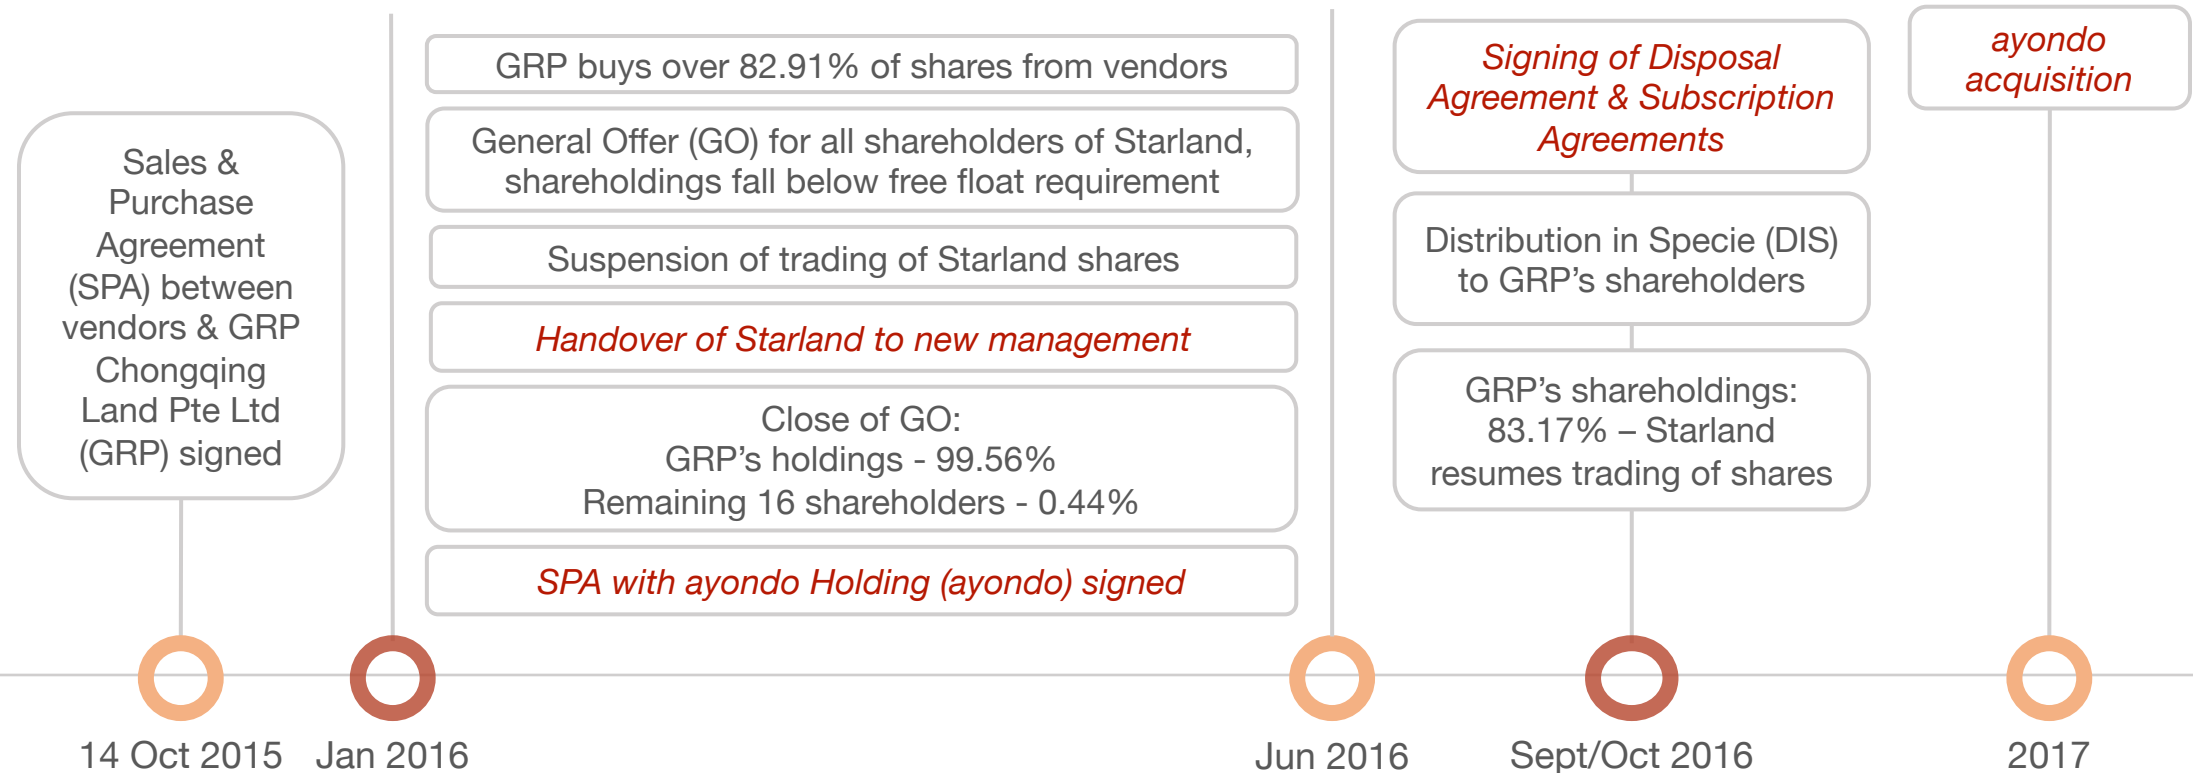 Sales &
Purchase
Agreement
(SPA) between
vendors & GRP
Chongqing
Land Pte Ltd
(GRP) signed
GRP buys over 82.91% of shares from vendors
General Offer (GO) for all shareholders of Starland,
shareholdings fall below free float requirement
Suspension of trading of Starland shares
Handover of Starland to new management
Close of GO:
GRP’s holdings - 99.56%
Remaining 16 shareholders - 0.44%
SPA with ayondo Holding (ayondo) signed
Signing of Disposal
Agreement & Subscription
Agreements
Distribution in Specie (DIS)
to GRP’s shareholders
GRP’s shareholdings:
83.17% – Starland
resumes trading of shares
ayondo
acquisition
14 Oct 2015
Jan 2016
Jun 2016
Sept/Oct 2016
2017